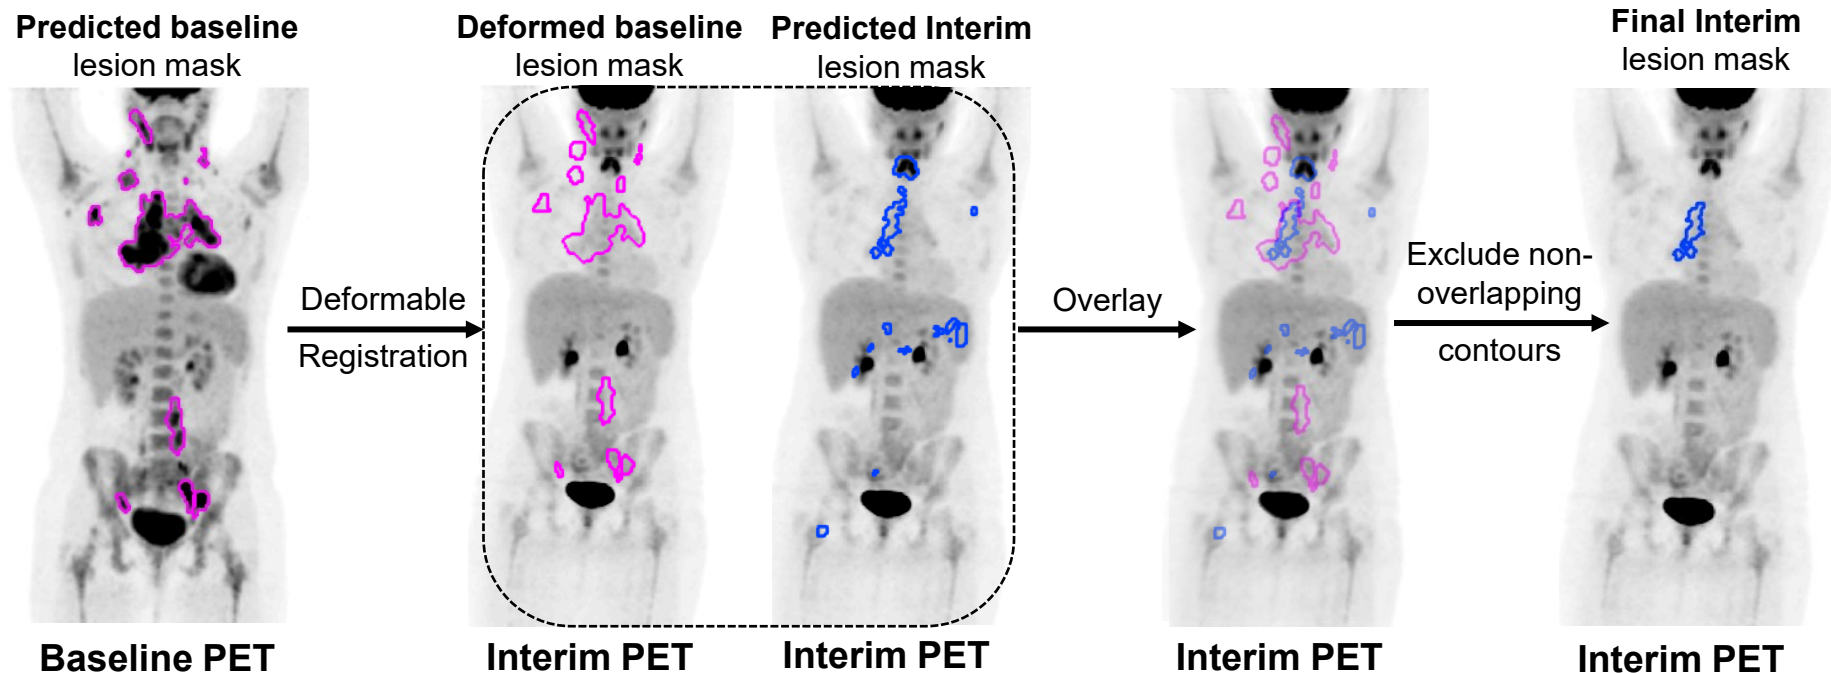 Predicted baseline
lesion mask
Deformed baseline
lesion mask
Predicted Interim
lesion mask
Final Interim
lesion mask
Deformable
Registration
Overlay
Exclude non-
overlapping
contours
Baseline PET
Interim PET
Interim PET
Interim PET
Interim PET